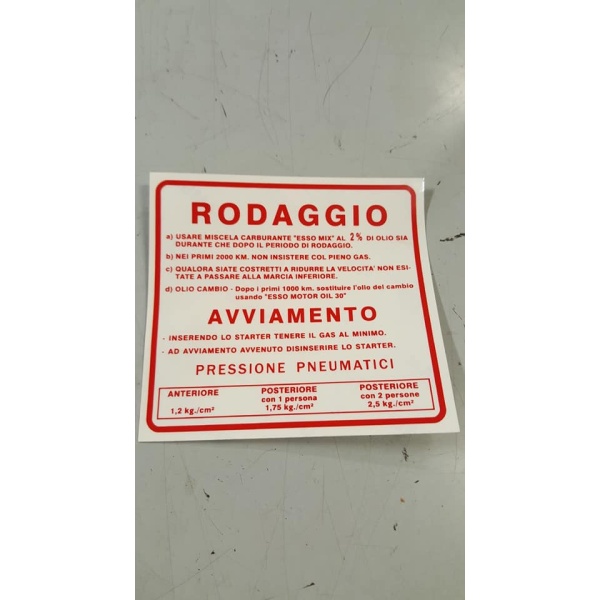 RODAGGIO
a) USARE MISCELA CARBURANTE "ESSO MIX" AL 2% DI OLIO SIA
DURANTE CHE DOPO IL PERIODO DI RODAGGIO.
b) NEI PRIMI 2000 KM. NON INSISTERE COL PIENO GAS.
c) QUALORA SIATE COSTRETTI A RIDURRE LA VELOCITA' NON ESI-
TATE A PASSARE ALLA MARCIA INFERIORE.
d) OLIO CAMBIO - Dopo i primi 1000 km. sostituire l'olio del cambio
usando "ESSO MOTOR OIL 30"
AVVIAMENTO
- INSERENDO LO STARTER TENERE IL GAS AL MINIMO.
- AD AVVIAMENTO AVVENUTO DISINSERIRE LO STARTER.
PRESSIONE PNEUMATICI
ANTERIORE
1,2 kg./cm²
POSTERIORE
con 1 persona
1,75 kg./cm²
POSTERIORE
con 2 persone
2,5 kg./cm²